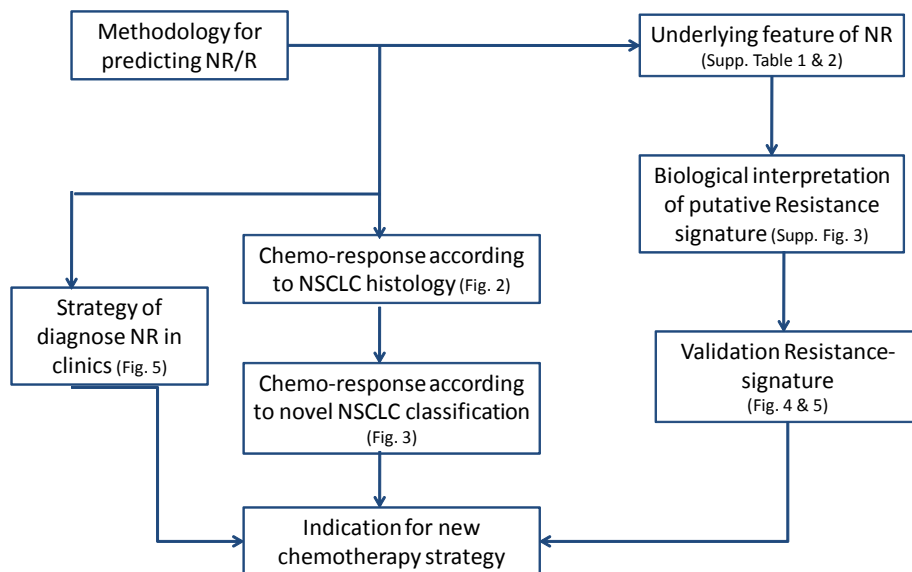 Methodology for
predicting NR/R
Underlying feature of NR
(Supp. Table 1 & 2)
Biological interpretation
of putative Resistance
signature (Supp. Fig. 3)
Chemo-response according
to NSCLC histology (Fig. 2)
Strategy of
diagnose NR in
clinics (Fig. 5)
Validation Resistance-
signature
(Fig. 4 & 5)
Chemo-response according
to novel NSCLC classification
(Fig. 3)
Indication for new
chemotherapy strategy